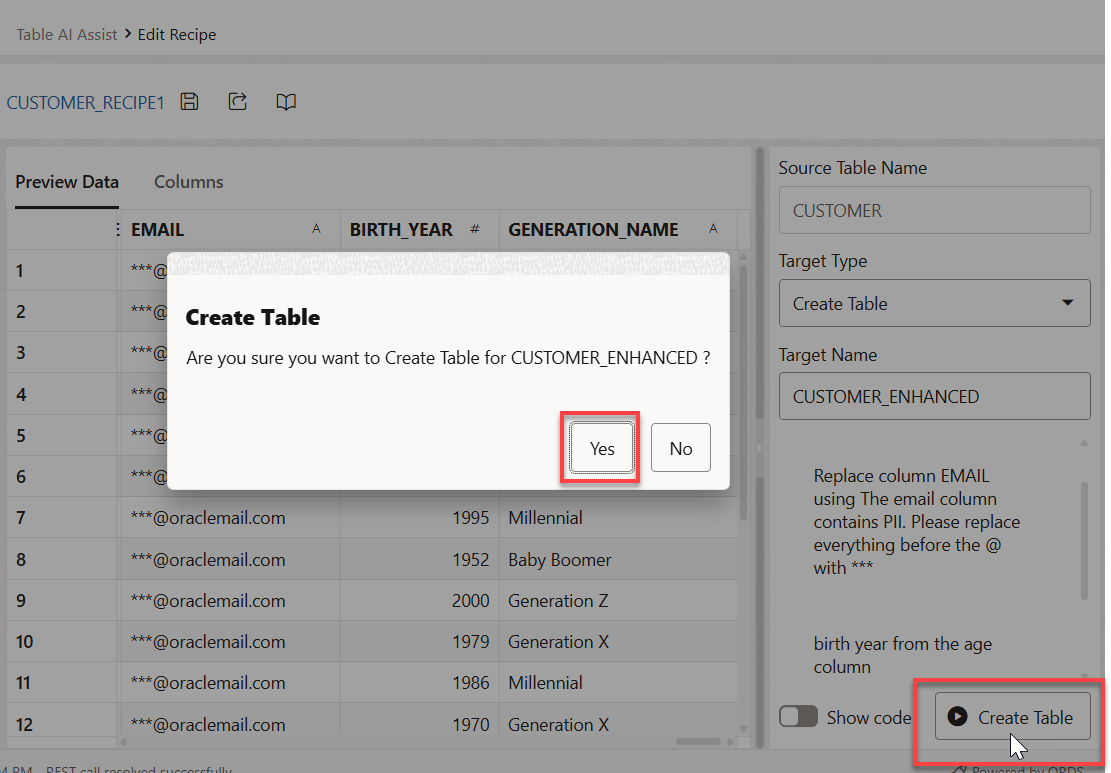 Table AI Assist > Edit Recipe
CUSTOMER_RECIPE1
Preview Data Columns
EMAIL A BIRTH_YEAR # GENERATION_NAME A
1 ***@
2 ***@
3 ***@
4 ***@
5 ***@
6 ***@
7 ***@oraclemail.com 1995 Millennial
8 ***@oraclemail.com 1952 Baby Boomer
9 ***@oraclemail.com 2000 Generation Z
10 ***@oraclemail.com 1979 Generation X
11 ***@oraclemail.com 1986 Millennial
12 ***@oraclemail.com 1970 Generation X
Create Table
Are you sure you want to Create Table for CUSTOMER_ENHANCED ?
Yes No
Source Table Name
CUSTOMER
Target Type
Create Table
Target Name
CUSTOMER_ENHANCED
Replace column EMAIL
using The email column
contains PII. Please replace
everything before the @
with ***
birth year from the age
column
Show code Create Table
PM - REST call resolved successfully
Powered by ORDS